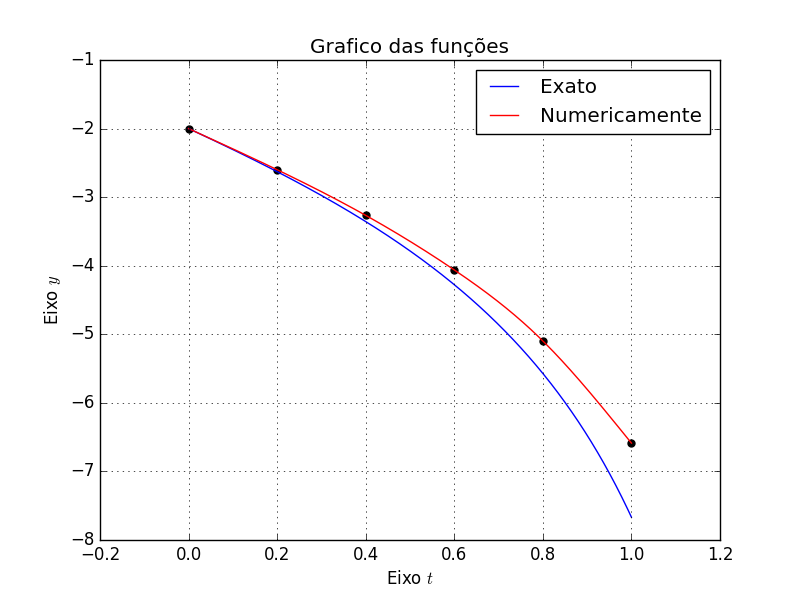 Grafico das funções
Exato
Numericamente
−1
−2
−3
−4
−5
−6
−7
−8
Eixo y
−0.2 0.0 0.2 0.4 0.6 0.8 1.0 1.2
Eixo t